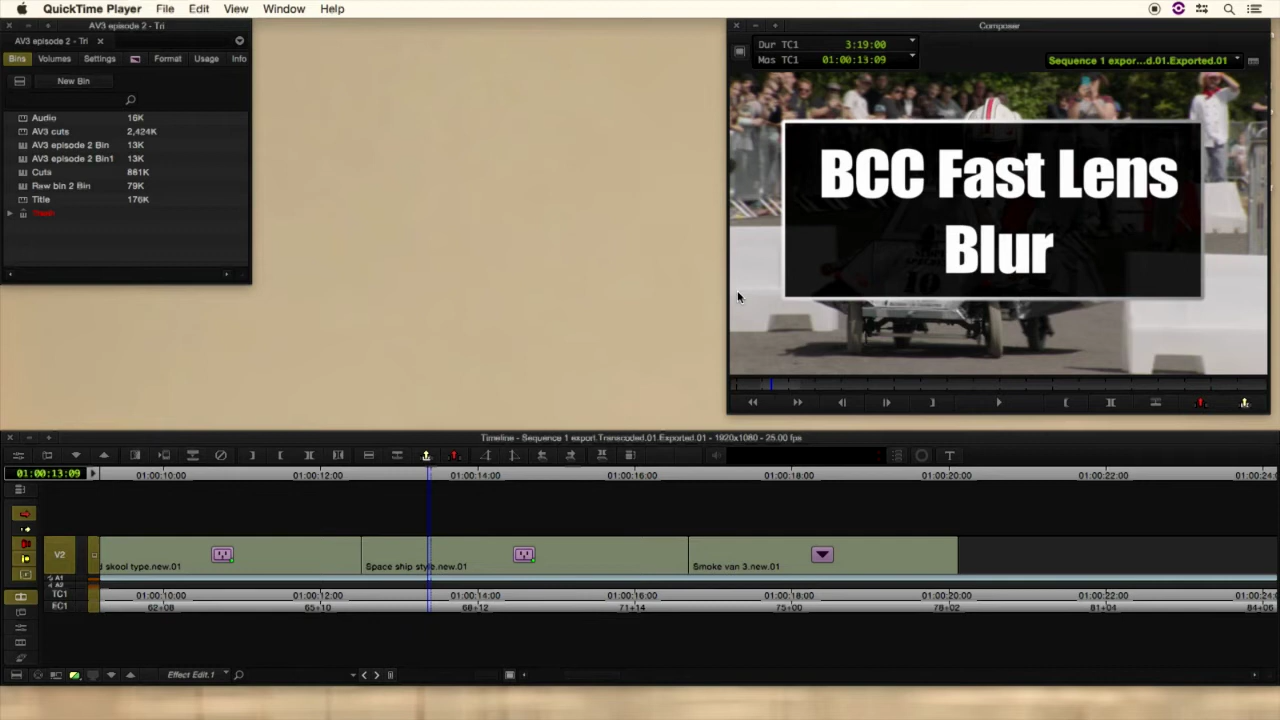 QuickTime Player File Edit View Window Help
AV3 episode 2 - Tri
AV3 episode 2 - Tri
Bins Volumes Settings Format Usage Info
New Bin
Audio 16K
AV3 cuts 2,424K
AV3 episode 2 Bin 13K
AV3 episode 2 Bin1 13K
Cuts 861K
Raw bin 2 Bin 79K
Title 176K
Trash
Composer
Dur TC1 3:19:00
Mas TC1 01:00:13:09
Sequence 1 expor...d.01.Exported.01
BCC Fast Lens
Blur
Timeline - Sequence 1 export.Transcoded.01.Exported.01 - 1920x1080 - 25.00 fps
01:00:13:09
01:00:10:00 01:00:12:00 01:00:14:00 01:00:16:00 01:00:18:00 01:00:20:00 01:00:22:00 01:00:24:0
V2
d skool type.new.01 Space ship style.new.01 Smoke van 3.new.01
A1
A2
TC1 01:00:10:00 01:00:12:00 01:00:14:00 01:00:16:00 01:00:18:00 01:00:20:00 01:00:22:00 01:00:24:0
EC1 62+08 65+10 68+12 71+14 75+00 78+02 81+04 84+06
Effect Edit.1